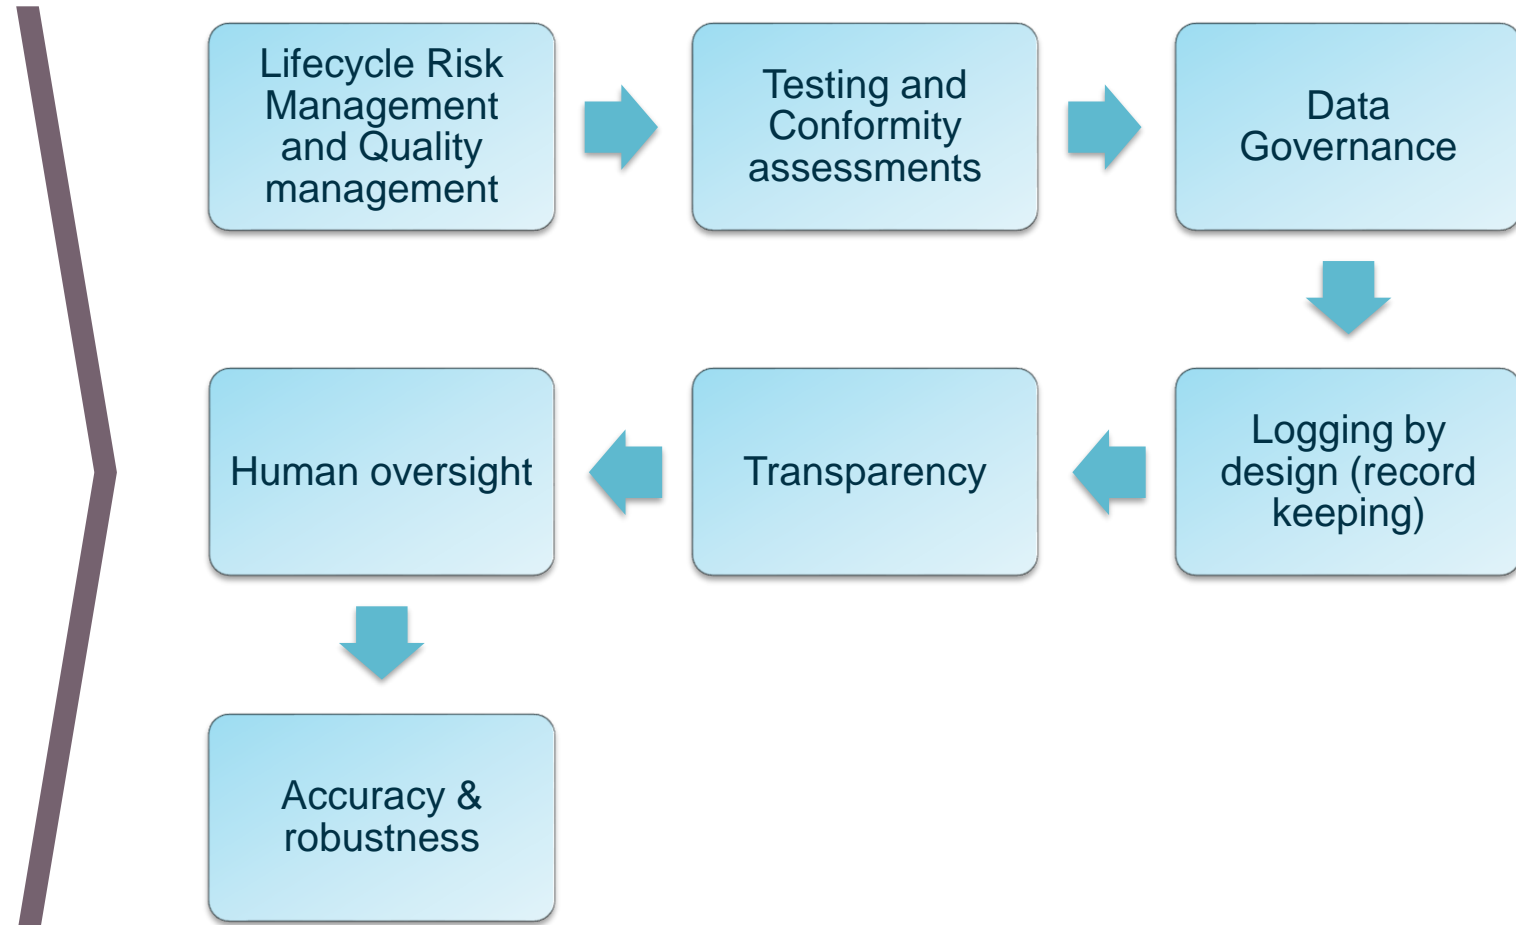 Lifecycle Risk
Management
and Quality
management
Testing and
Conformity
assessments
Data
Governance
Logging by
design (record
keeping)
Transparency
Human oversight
Accuracy &
robustness